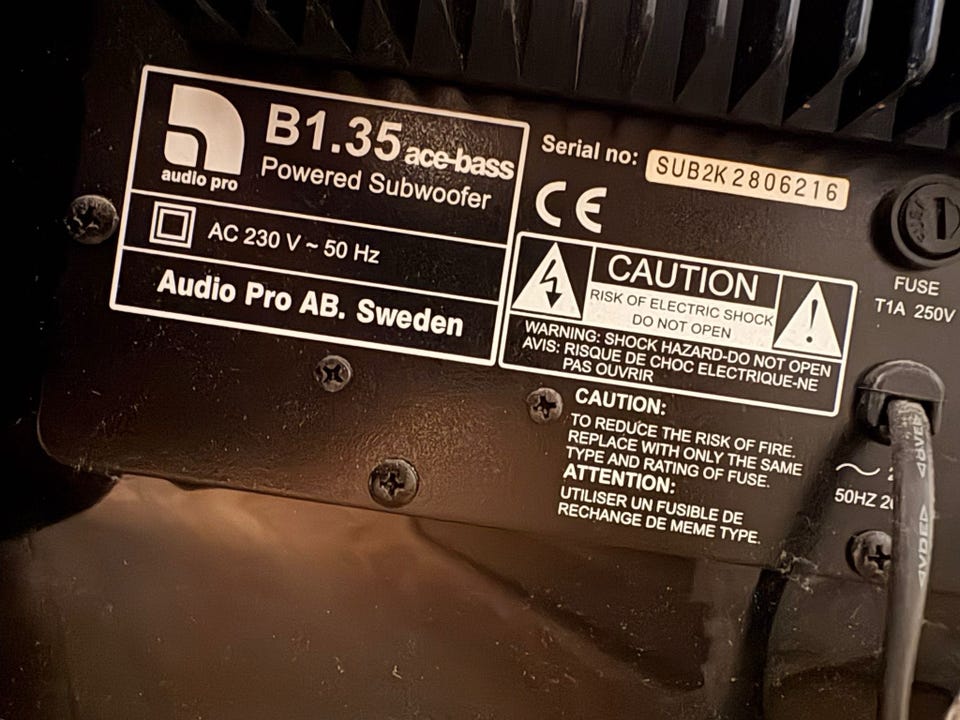 B1.35 ace-bass
audio pro
Powered Subwoofer
AC 230 V ~ 50 Hz
Audio Pro AB. Sweden
Serial no: SUB2K2806216
CE
CAUTION
RISK OF ELECTRIC SHOCK
DO NOT OPEN
WARNING: SHOCK HAZARD-DO NOT OPEN
AVIS: RISQUE DE CHOC ELECTRIQUE-NE
PAS OUVRIR
CAUTION:
TO REDUCE THE RISK OF FIRE.
REPLACE WITH ONLY THE SAME
TYPE AND RATING OF FUSE.
ATTENTION:
UTILISER UN FUSIBLE DE
RECHANGE DE MEME TYPE.
FUSE
T1A 250V
50HZ